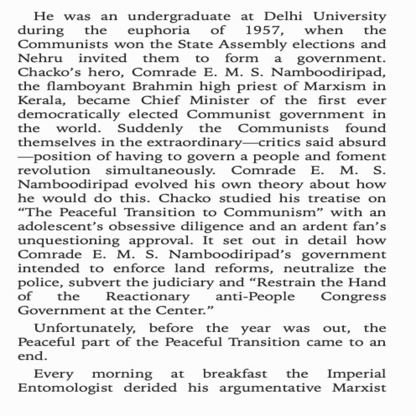 He was an undergraduate at Delhi University
during the euphoria of 1957, when the
Communists won the State Assembly elections and
Nehru invited them to form a government.
Chacko's hero, Comrade E. M. S. Namboodiripad,
the flamboyant Brahmin high priest of Marxism in
Kerala, became Chief Minister of the first ever
democratically elected Communist government in
the world. Suddenly the Communists found
themselves in the extraordinary—critics said absurd
—position of having to govern a people and foment
revolution simultaneously. Comrade E. M. S.
Namboodiripad evolved his own theory about how
he would do this. Chacko studied his treatise on
“The Peaceful Transition to Communism” with an
adolescent's obsessive diligence and an ardent fan's
unquestioning approval. It set out in detail how
Comrade E. M. S. Namboodiripad's government
intended to enforce land reforms, neutralize the
police, subvert the judiciary and “Restrain the Hand
of the Reactionary anti-People Congress
Government at the Center.”
Unfortunately, before the year was out, the
Peaceful part of the Peaceful Transition came to an
end.
Every morning at breakfast the Imperial
Entomologist derided his argumentative Marxist